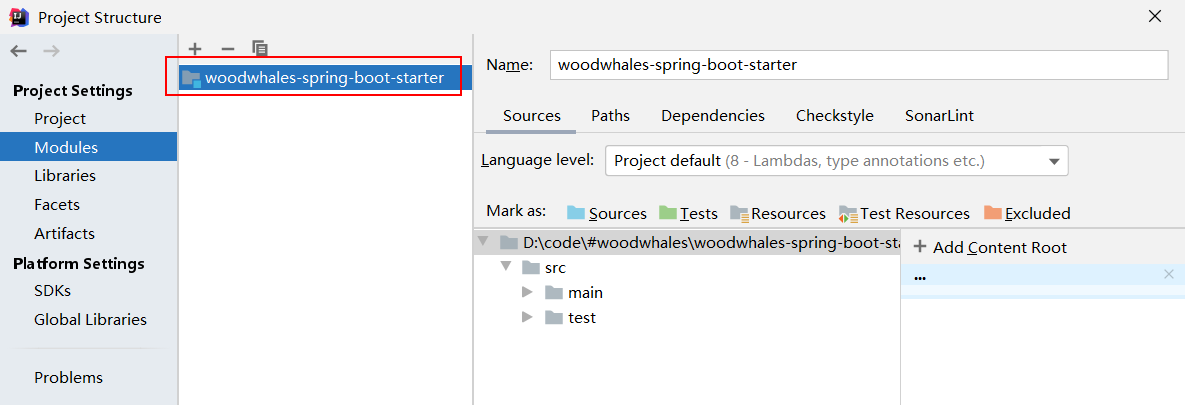 Project Structure
Project Settings
Project
Modules
Libraries
Facets
Artifacts
Platform Settings
SDKs
Global Libraries
Problems
woodwhales-spring-boot-starter
Name: woodwhales-spring-boot-starter
Sources Paths Dependencies Checkstyle SonarLint
Language level: Project default (8 - Lambdas, type annotations etc.)
Mark as: Sources Tests Resources Test Resources Excluded
D:\code\#woodwhales\woodwhales-spring-boot-sta
src
main
test
+ Add Content Root
...